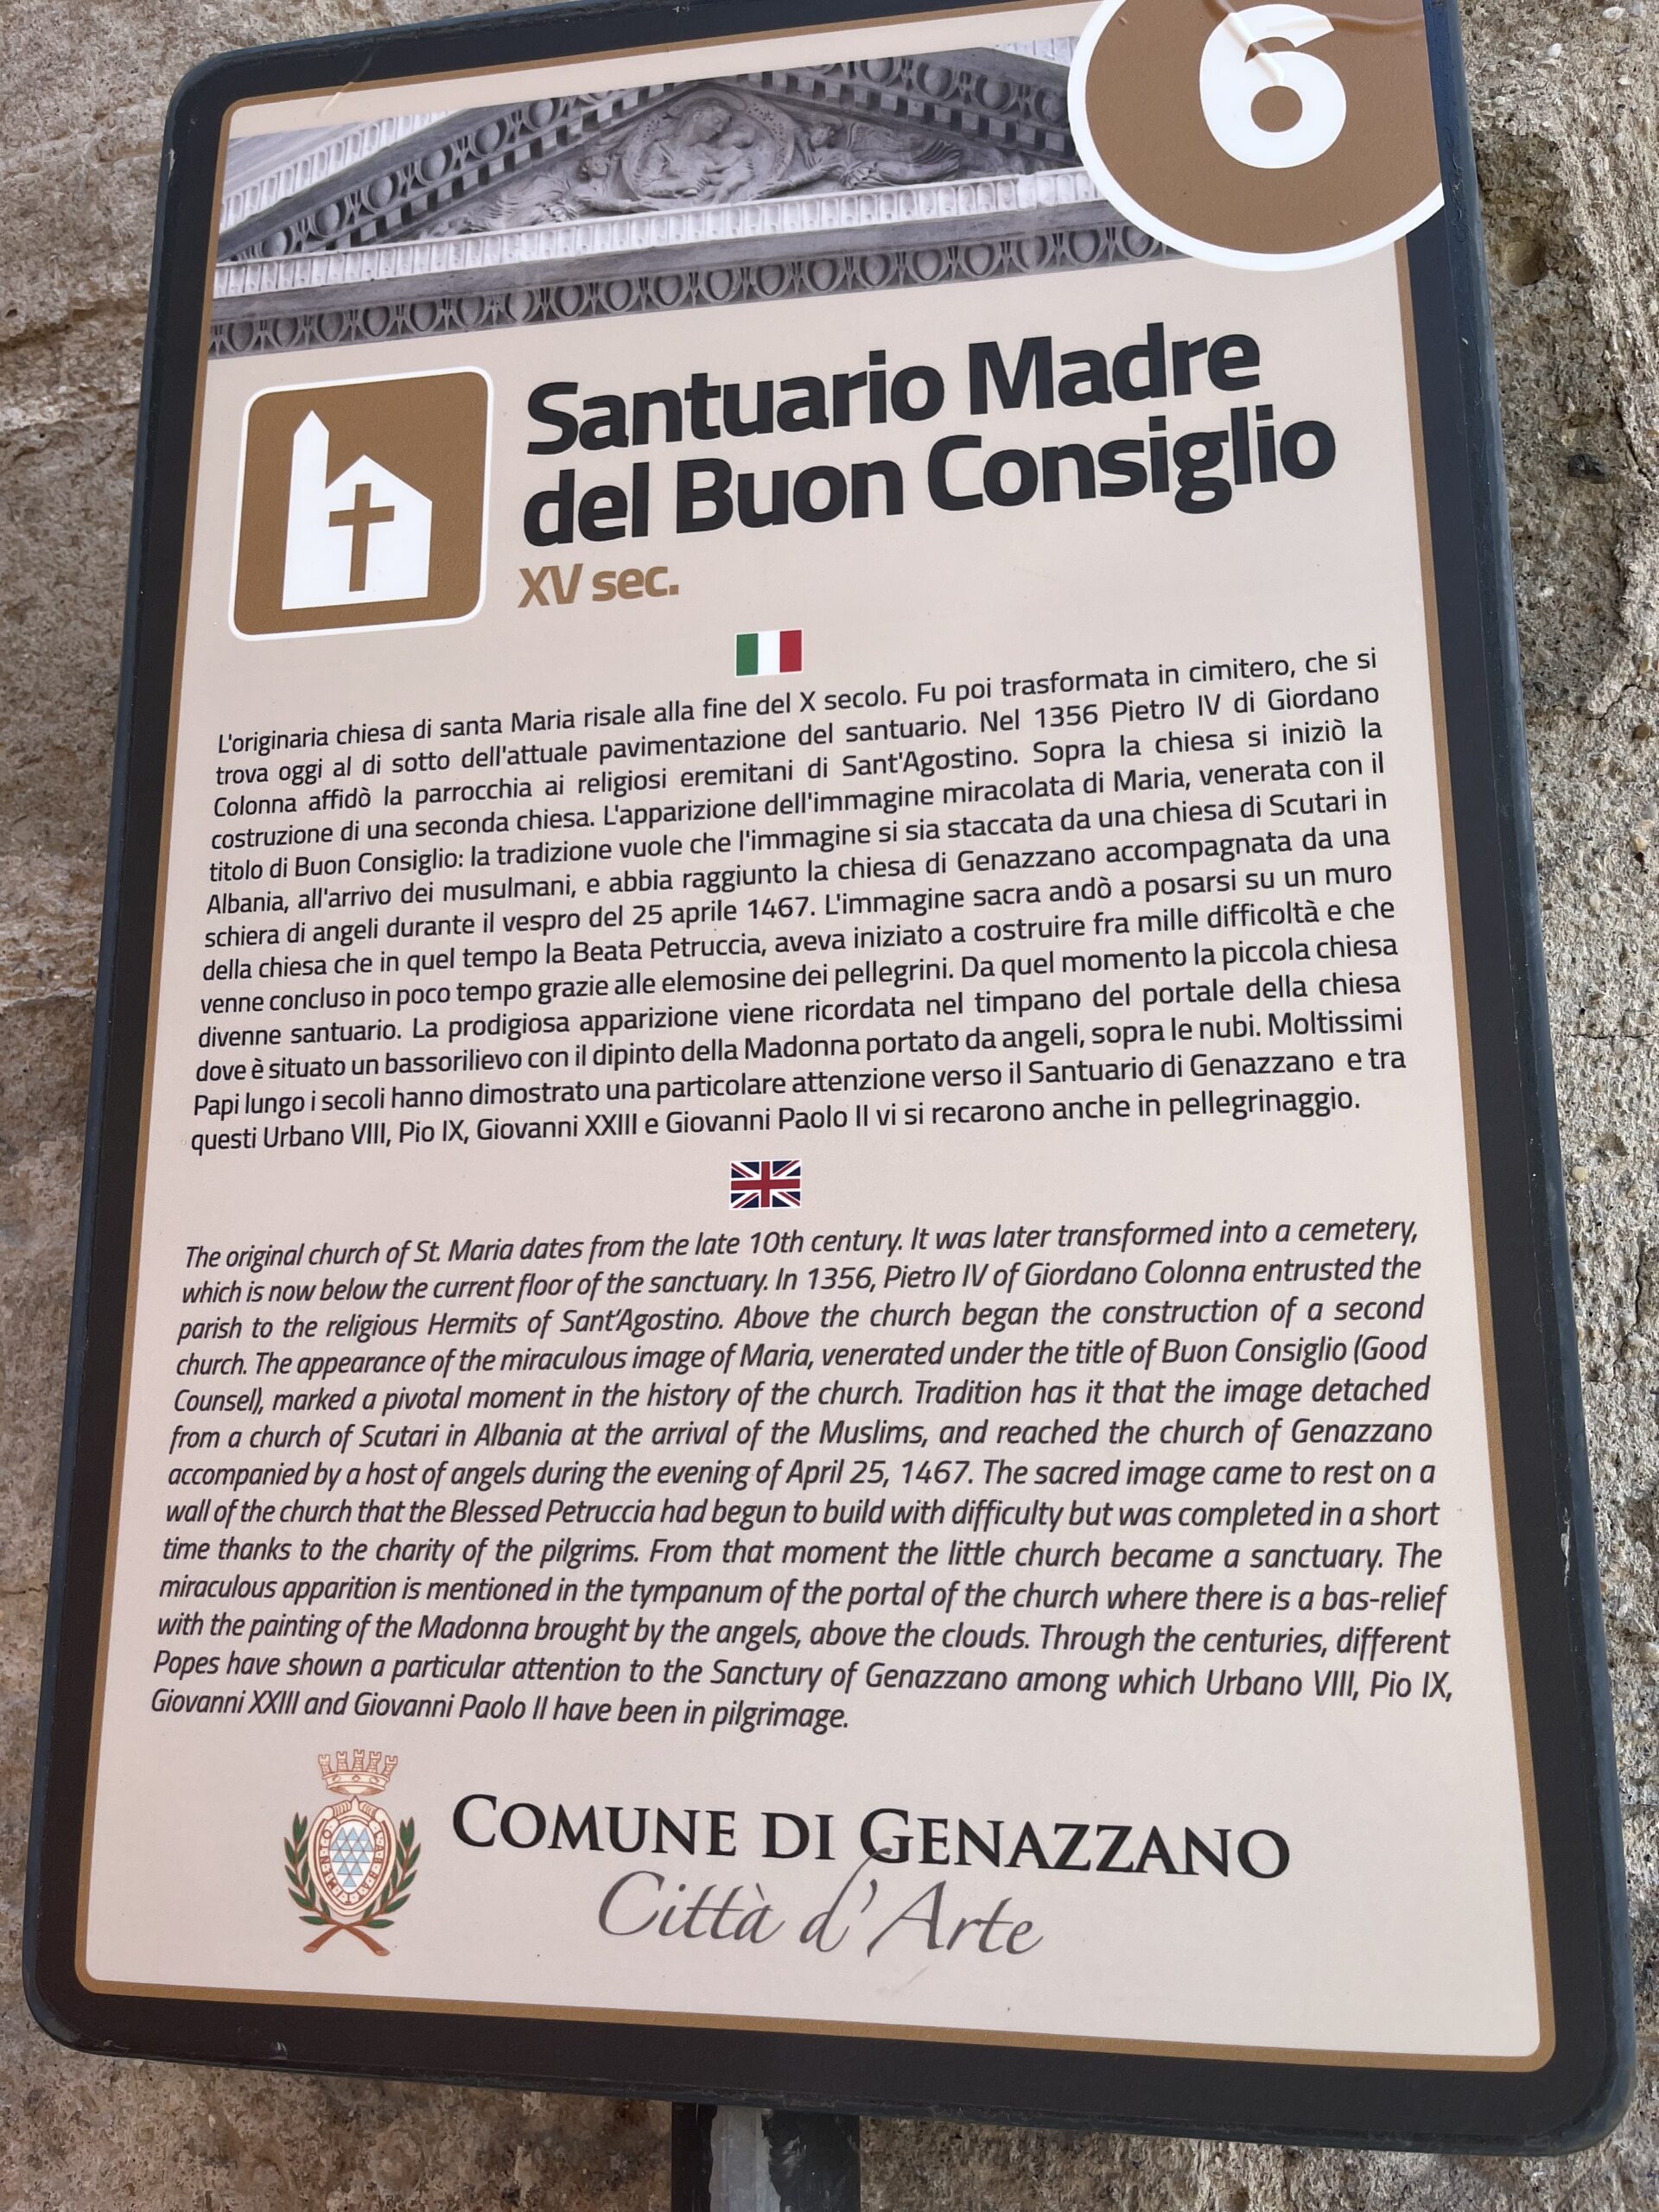 6
Santuario Madre
del Buon Consiglio
XV sec.
L'originaria chiesa di santa Maria risale alla fine del X secolo. Fu poi trasformata in cimitero, che si
trova oggi al di sotto dell'attuale pavimentazione del santuario. Nel 1356 Pietro IV di Giordano
Colonna affidò la parrocchia ai religiosi eremitani di Sant'Agostino. Sopra la chiesa si iniziò la
costruzione di una seconda chiesa. L'apparizione dell'immagine miracolata di Maria, venerata con il
titolo di Buon Consiglio: la tradizione vuole che l'immagine si sia staccata da una chiesa di Scutari in
Albania, all'arrivo dei musulmani, e abbia raggiunto la chiesa di Genazzano accompagnata da una
schiera di angeli durante il vespro del 25 aprile 1467. L'immagine sacra andò a posarsi su un muro
della chiesa che in quel tempo la Beata Petruccia, aveva iniziato a costruire fra mille difficoltà e che
venne concluso in poco tempo grazie alle elemosine dei pellegrini. Da quel momento la piccola chiesa
divenne santuario. La prodigiosa apparizione viene ricordata nel timpano del portale della chiesa
dove è situato un bassorilievo con il dipinto della Madonna portato da angeli, sopra le nubi. Moltissimi
Papi lungo i secoli hanno dimostrato una particolare attenzione verso il Santuario di Genazzano e tra
questi Urbano VIII, Pio IX, Giovanni XXIII e Giovanni Paolo II vi si recarono anche in pellegrinaggio.
The original church of St. Maria dates from the late 10th century. It was later transformed into a cemetery,
which is now below the current floor of the sanctuary. In 1356, Pietro IV of Giordano Colonna entrusted the
parish to the religious Hermits of Sant'Agostino. Above the church began the construction of a second
church. The appearance of the miraculous image of Maria, venerated under the title of Buon Consiglio (Good
Counsel), marked a pivotal moment in the history of the church. Tradition has it that the image detached
from a church of Scutari in Albania at the arrival of the Muslims, and reached the church of Genazzano
accompanied by a host of angels during the evening of April 25, 1467. The sacred image came to rest on a
wall of the church that the Blessed Petruccia had begun to build with difficulty but was completed in a short
time thanks to the charity of the pilgrims. From that moment the little church became a sanctuary. The
miraculous apparition is mentioned in the tympanum of the portal of the church where there is a bas-relief
with the painting of the Madonna brought by the angels, above the clouds. Through the centuries, different
Popes have shown a particular attention to the Sanctury of Genazzano among which Urbano VIII, Pio IX,
Giovanni XXIII and Giovanni Paolo II have been in pilgrimage.
COMUNE DI GENAZZANO
Città d'Arte